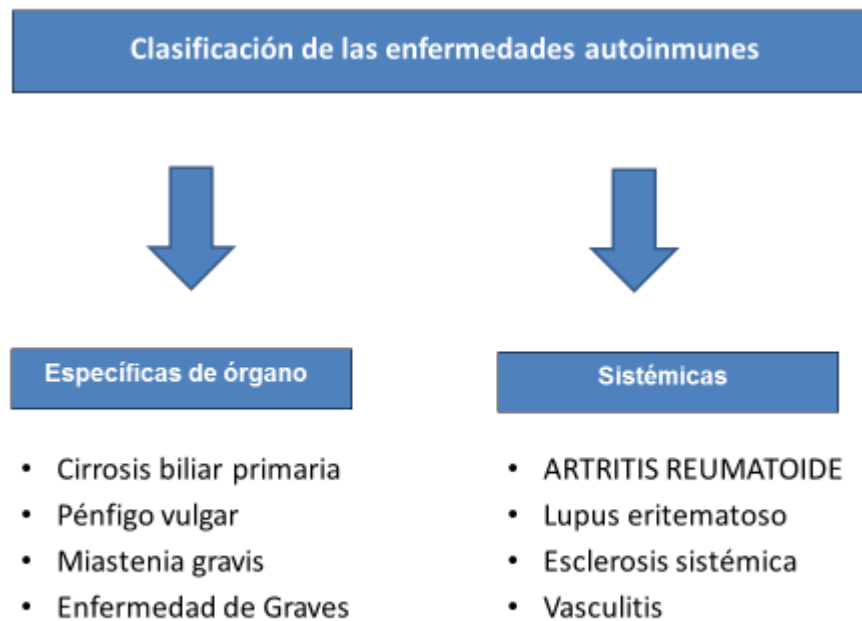 Clasificación de las enfermedades autoinmunes
Específicas de órgano
• Cirrosis biliar primaria
• Pénfigo vulgar
• Miastenia gravis
• Enfermedad de Graves
Sistémicas
• ARTRITIS REUMATOIDE
• Lupus eritematoso
• Esclerosis sistémica
• Vasculitis